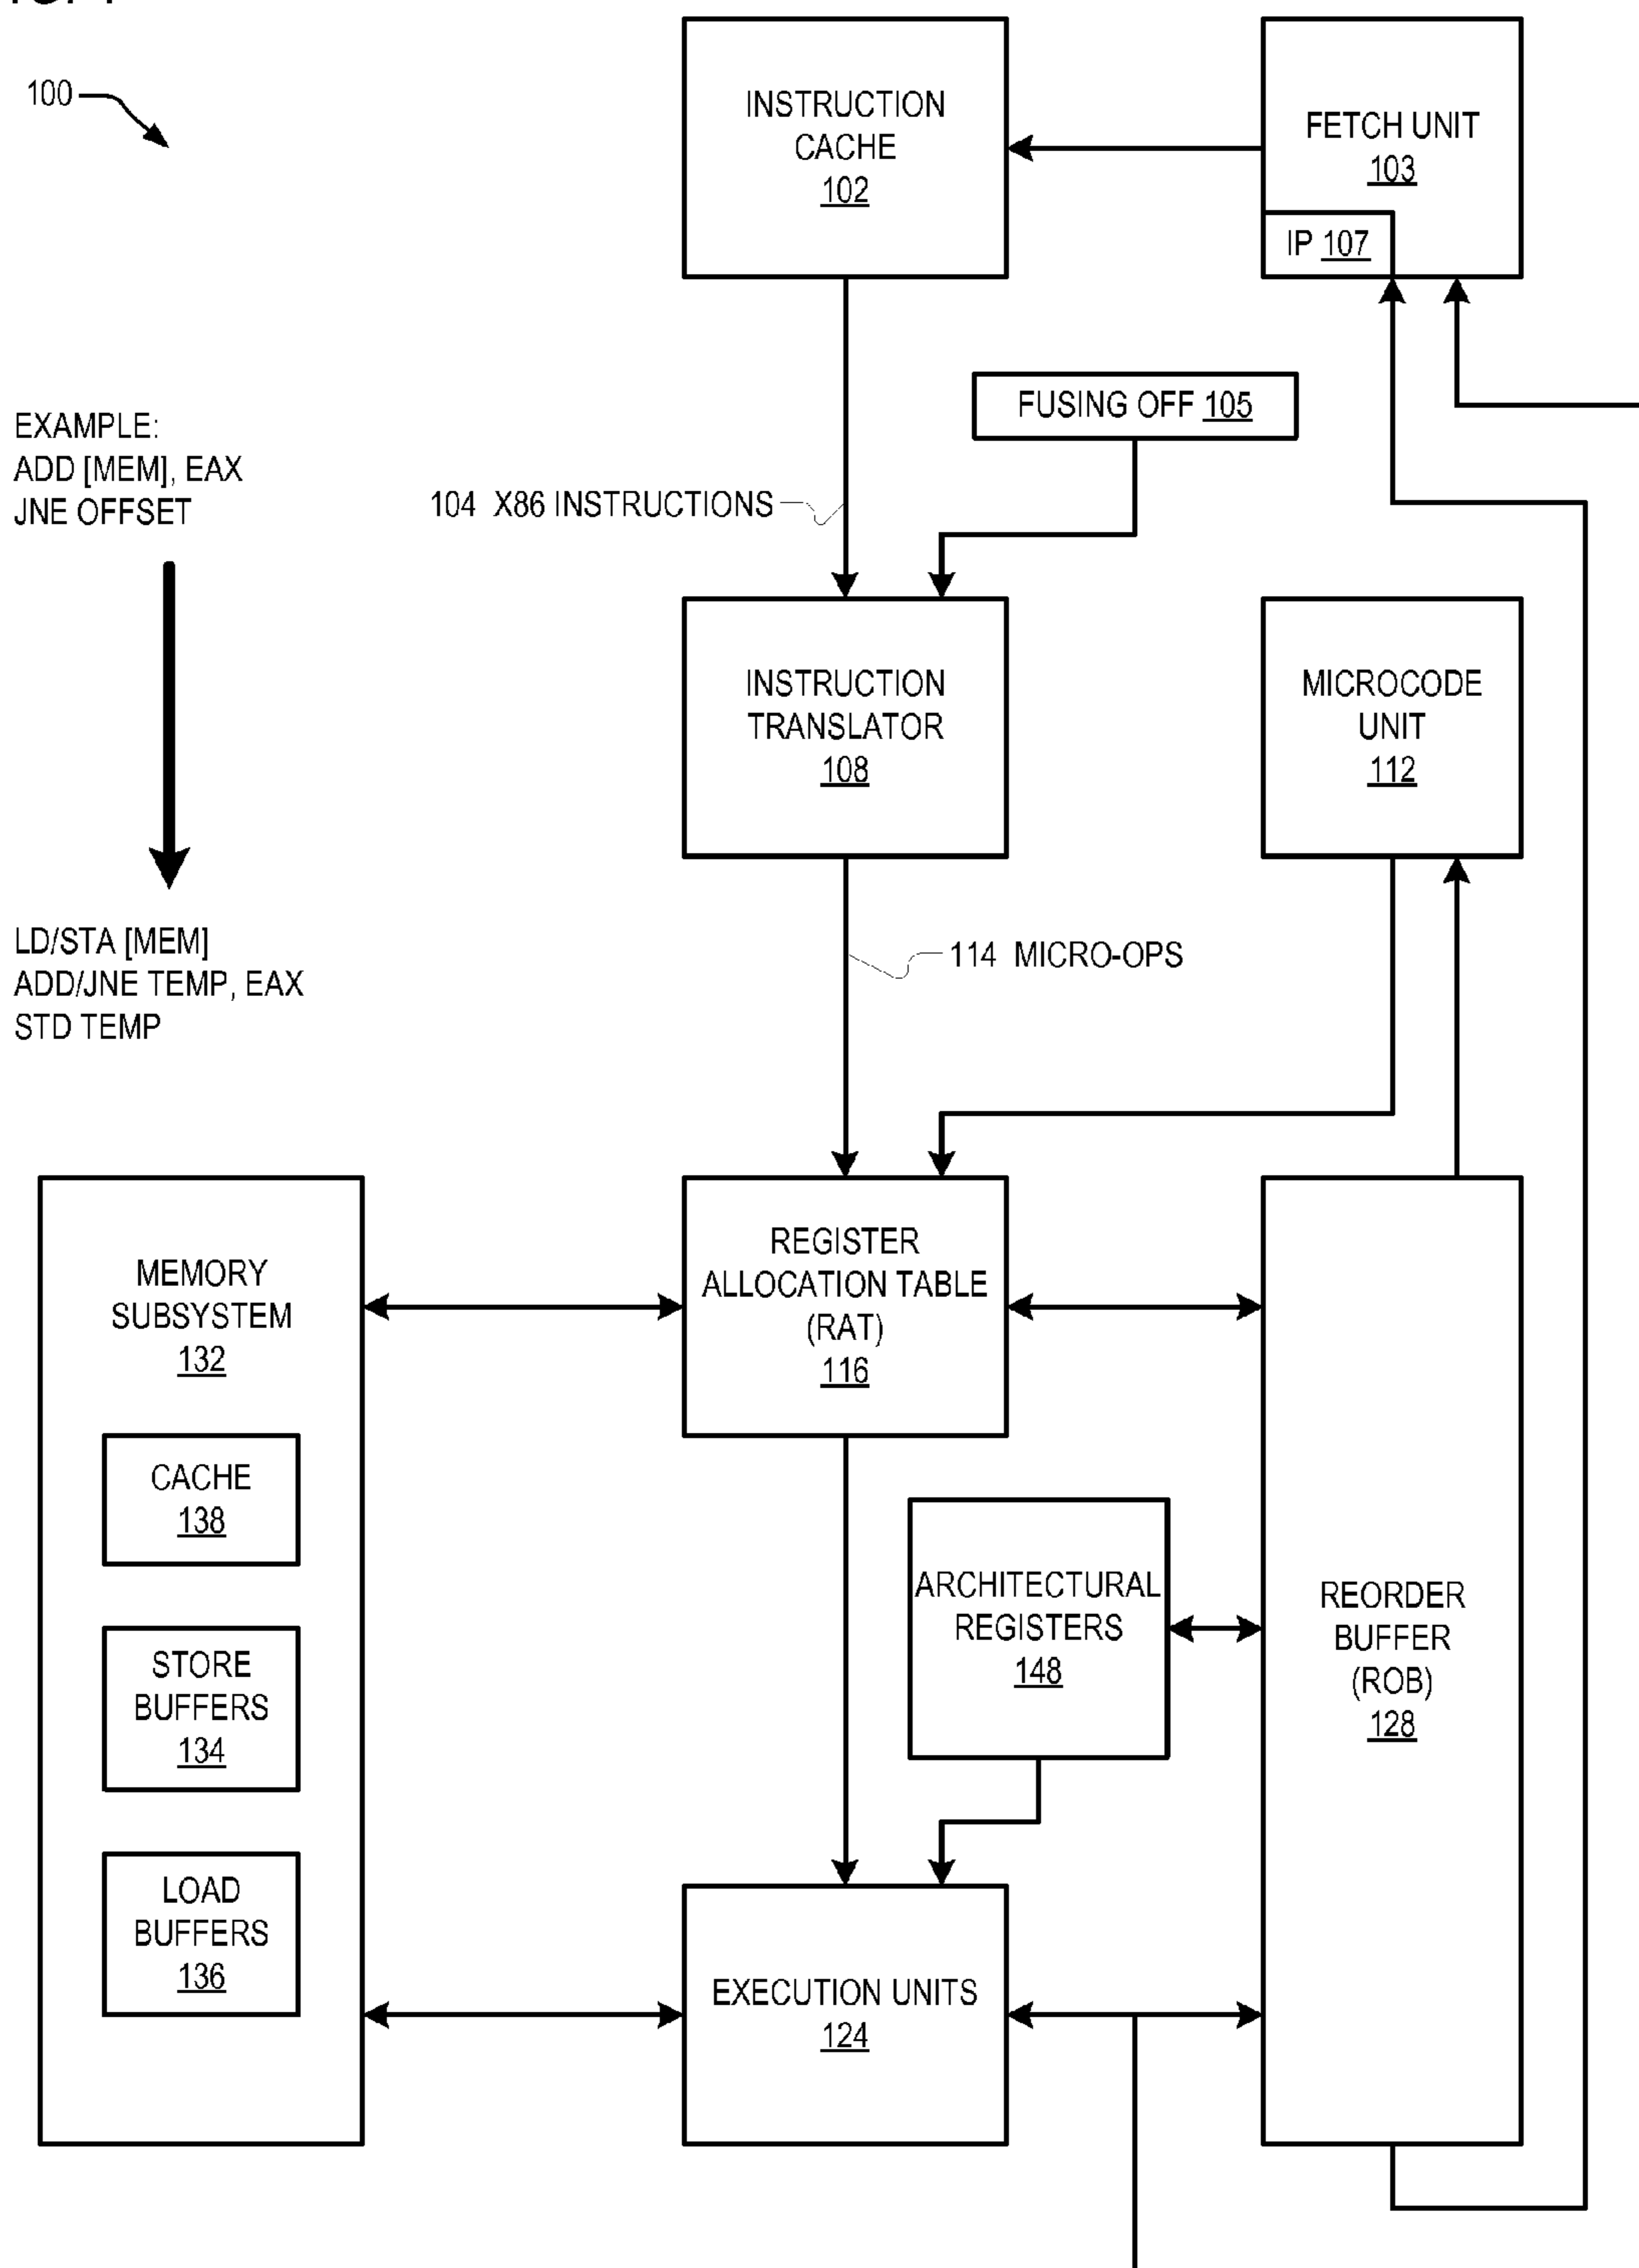 100
INSTRUCTION
CACHE
102
FETCH UNIT
103
IP 107
FUSING OFF 105
EXAMPLE:
ADD [MEM], EAX
JNE OFFSET
104 X86 INSTRUCTIONS
INSTRUCTION
TRANSLATOR
108
MICROCODE
UNIT
112
LD/STA [MEM]
ADD/JNE TEMP, EAX
STD TEMP
114 MICRO-OPS
MEMORY
SUBSYSTEM
132
REGISTER
ALLOCATION TABLE
(RAT)
116
CACHE
138
ARCHITECTURAL
REGISTERS
148
REORDER
BUFFER
(ROB)
128
STORE
BUFFERS
134
LOAD
BUFFERS
136
EXECUTION UNITS
124